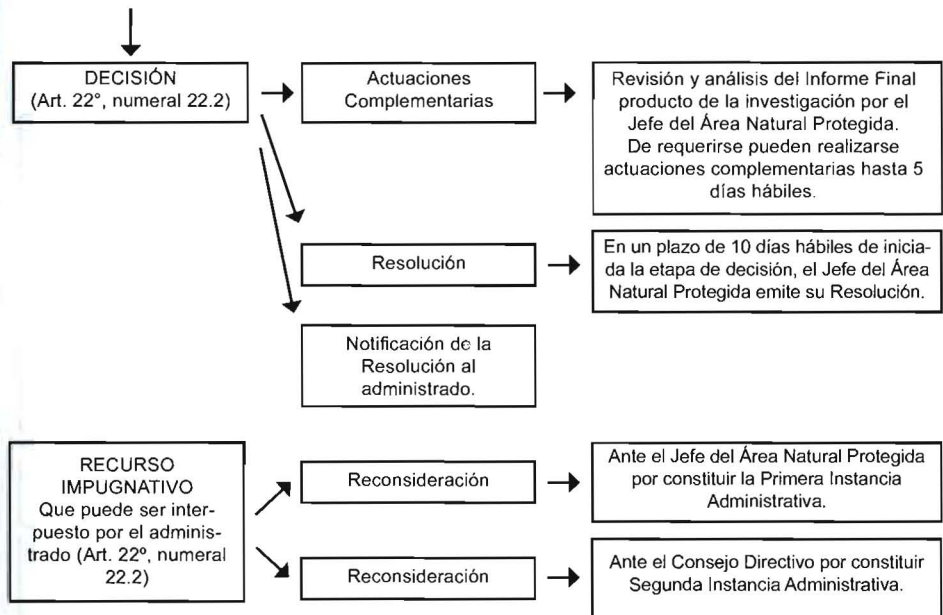 DECISIÓN
(Art. 22°, numeral 22.2)
Actuaciones
Complementarias
Revisión y análisis del Informe Final
producto de la investigación por el
Jefe del Área Natural Protegida.
De requerirse pueden realizarse
actuaciones complementarias hasta 5
días hábiles.
Resolución
En un plazo de 10 días hábiles de inicia-
da la etapa de decisión, el Jefe del Área
Natural Protegida emite su Resolución.
Notificación de la
Resolución al
administrado.
RECURSO
IMPUGNATIVO
Que puede ser inter-
puesto por el adminis-
trado (Art. 22º, numeral
22.2)
Reconsideración
Ante el Jefe del Área Natural Protegida
por constituir la Primera Instancia
Administrativa.
Reconsideración
Ante el Consejo Directivo por constituir
Segunda Instancia Administrativa.